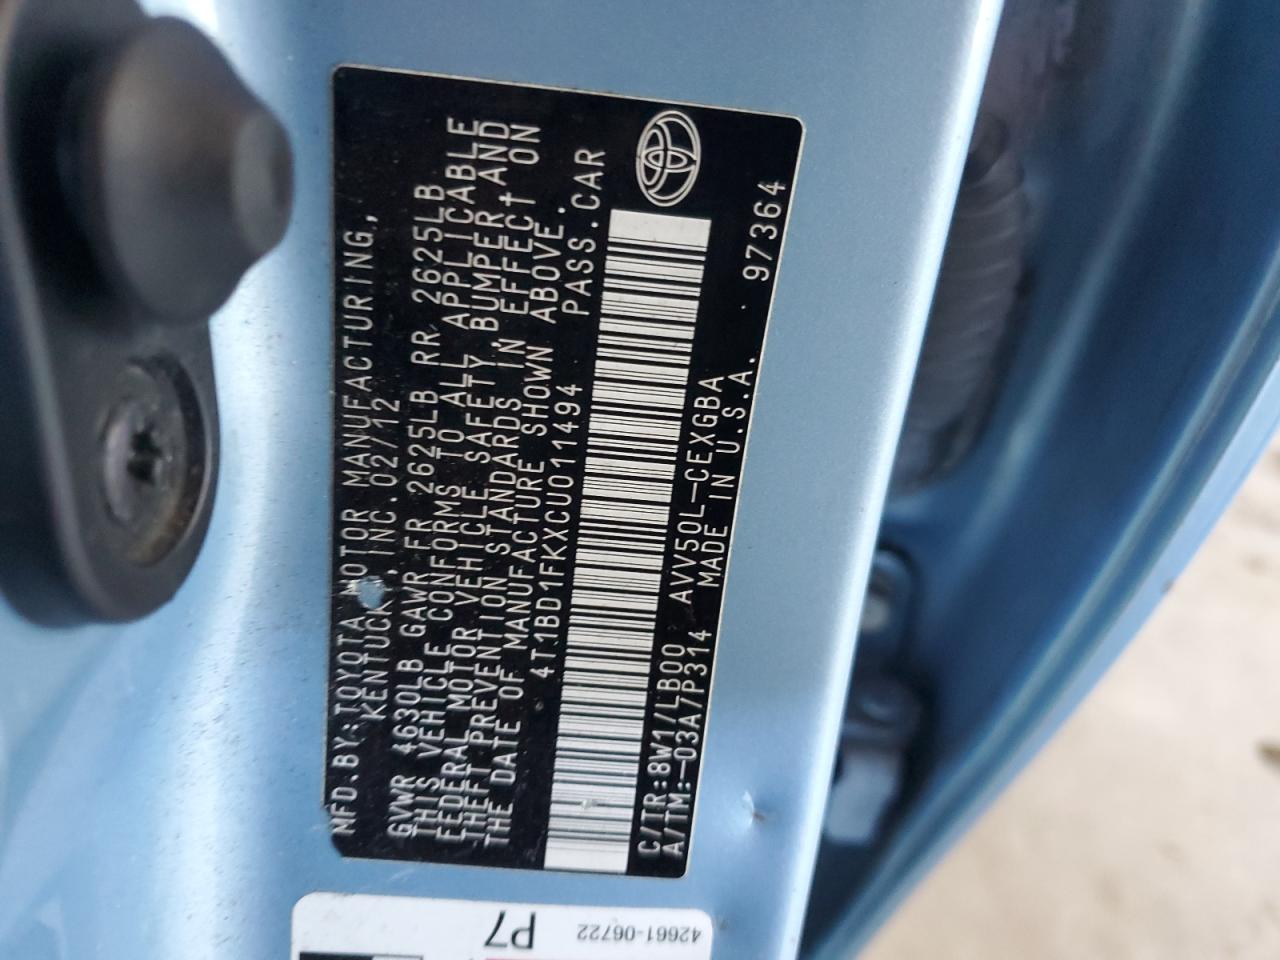 MFD.BY:TOYOTA MOTOR MANUFACTURING,
KENTUCKY INC.02/12
GVWR 4630LB GAWR FR 2625LB RR 2625LB
THIS VEHICLE CONFORMS TO ALL APPLICABLE
FEDERAL MOTOR VEHICLE SAFETY, BUMPER, AND
THEFT PREVENTION STANDARDS IN EFFECT ON
THE DATE OF MANUFACTURE SHOWN ABOVE.
4T1BD1FKXCU011494 PASS.CAR
C/TR:8W1/LB00 AVV50L-CEXGBA
A/TM:-03A/P314 MADE IN U.S.A. 97364
42661-06722
P7